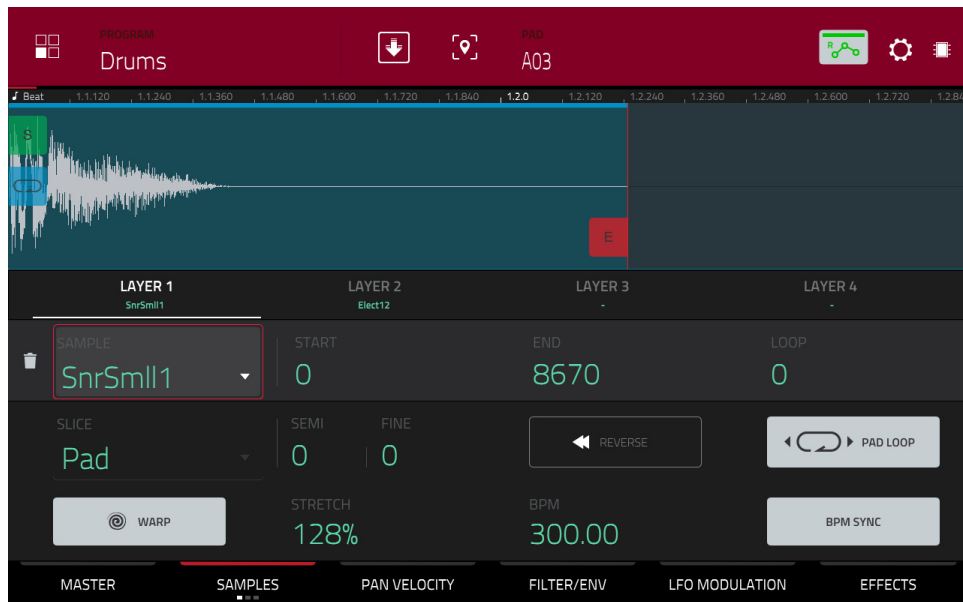 PROGRAM
Drums
PAD
A03
R
Beat 1.1.120 1.1.240 1.1.360 1.1.480 1.1.600 1.1.720 1.1.840 1.2.0 1.2.120 1.2.240 1.2.360 1.2.480 1.2.600 1.2.720 1.2.84
S
E
LAYER 1 LAYER 2 LAYER 3 LAYER 4
SnrSmll1 Elect12 - -
SAMPLE START END LOOP
SnrSmll1 0 8670 0
SLICE SEMI FINE
Pad 0 0
REVERSE
PAD LOOP
WARP
STRETCH BPM
128% 300.00
BPM SYNC
MASTER SAMPLES PAN VELOCITY FILTER/ENV LFO MODULATION EFFECTS